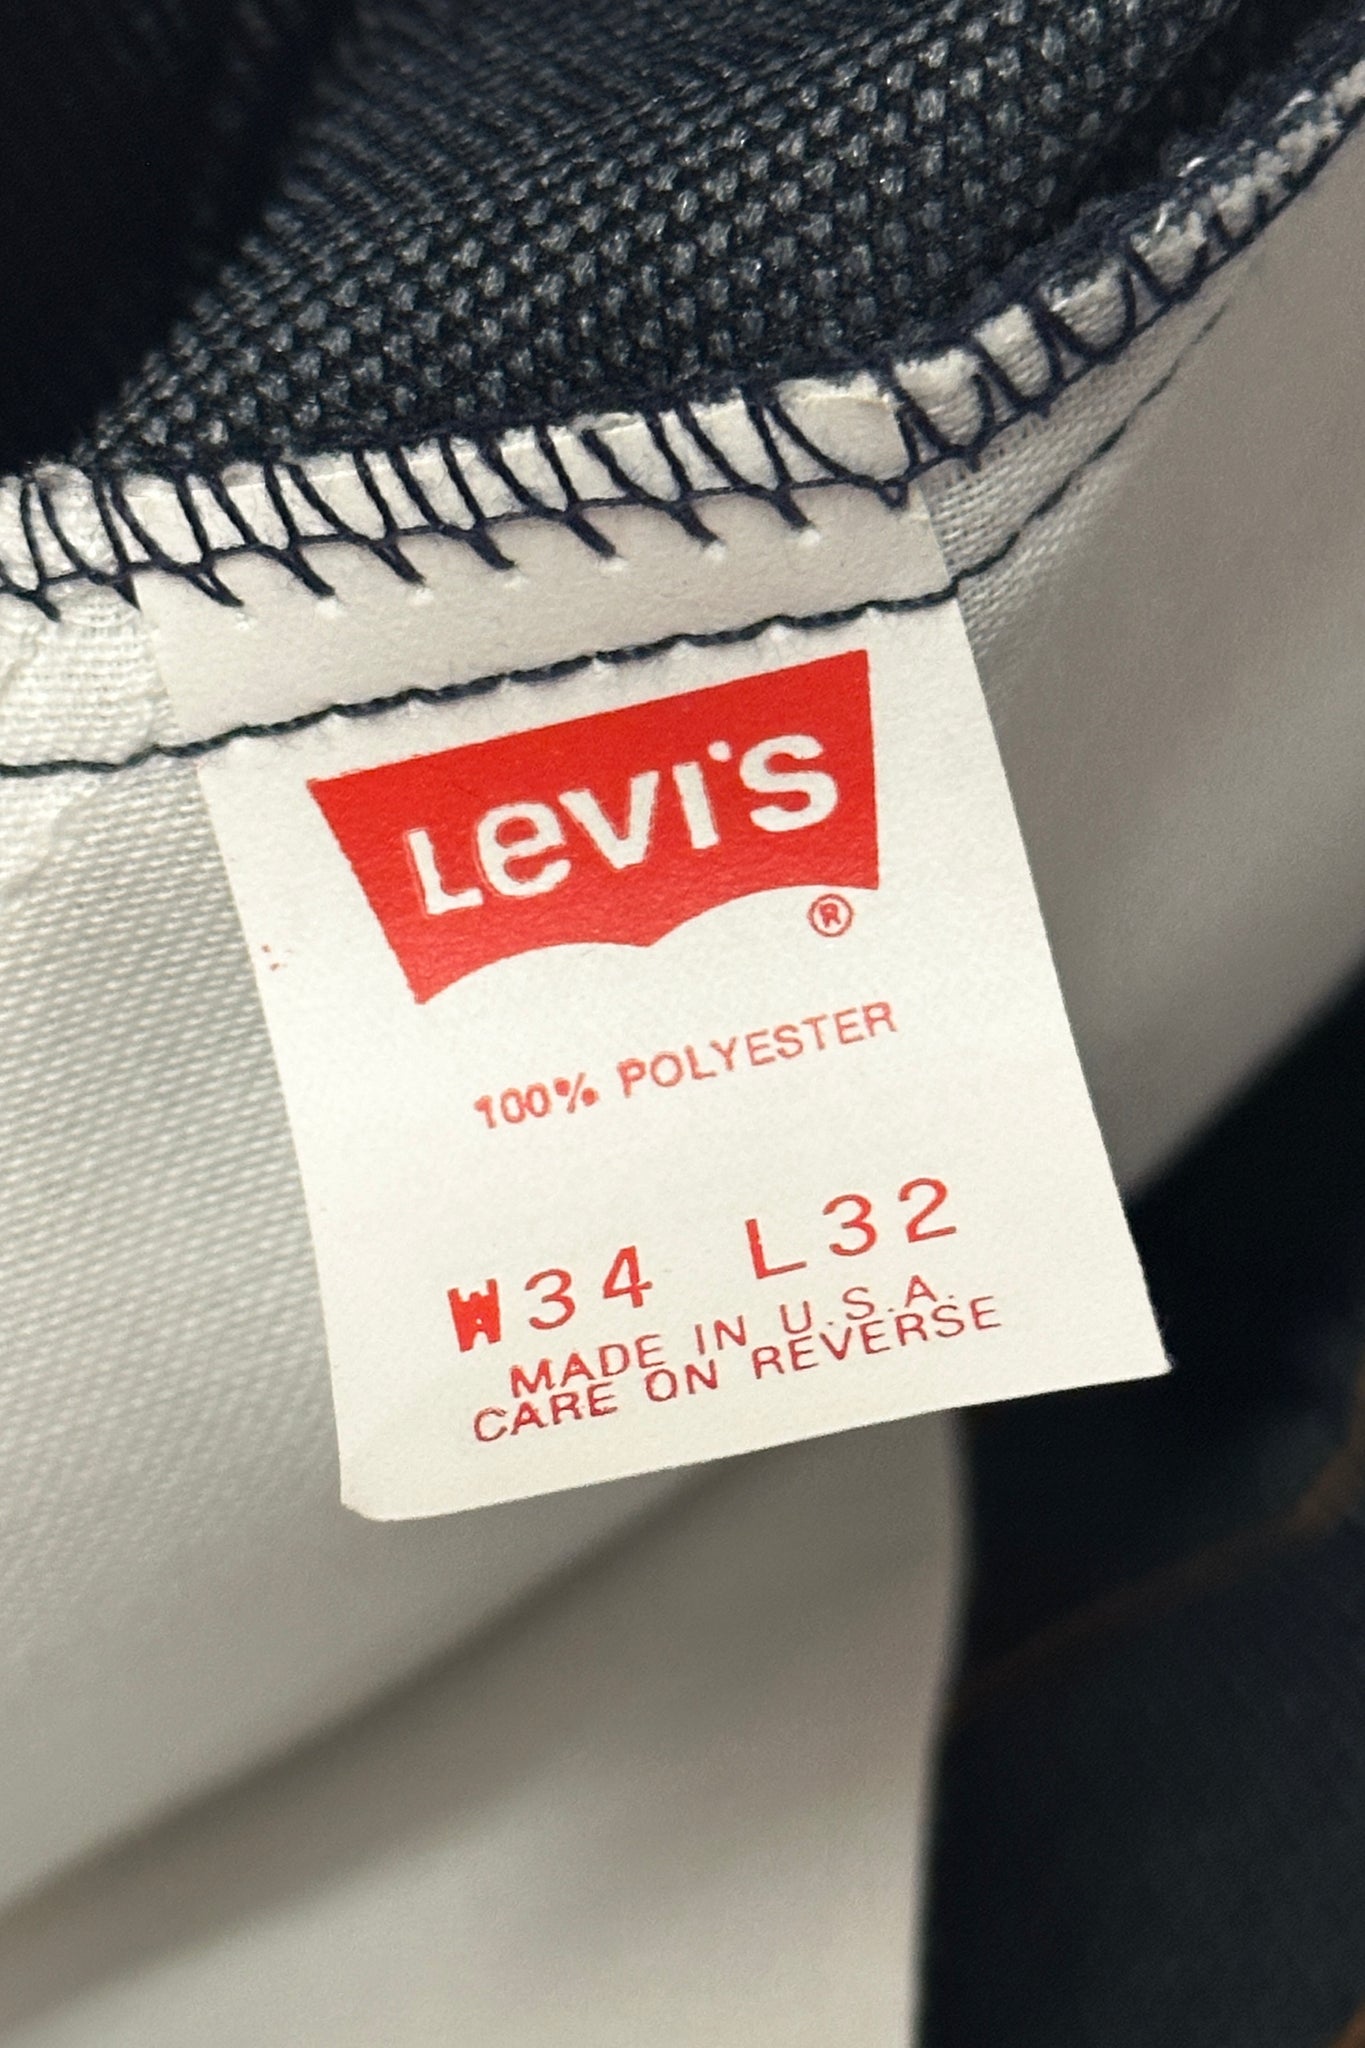 Levi's
®
100% POLYESTER
W34 L32
MADE IN U.S.A.
CARE ON REVERSE